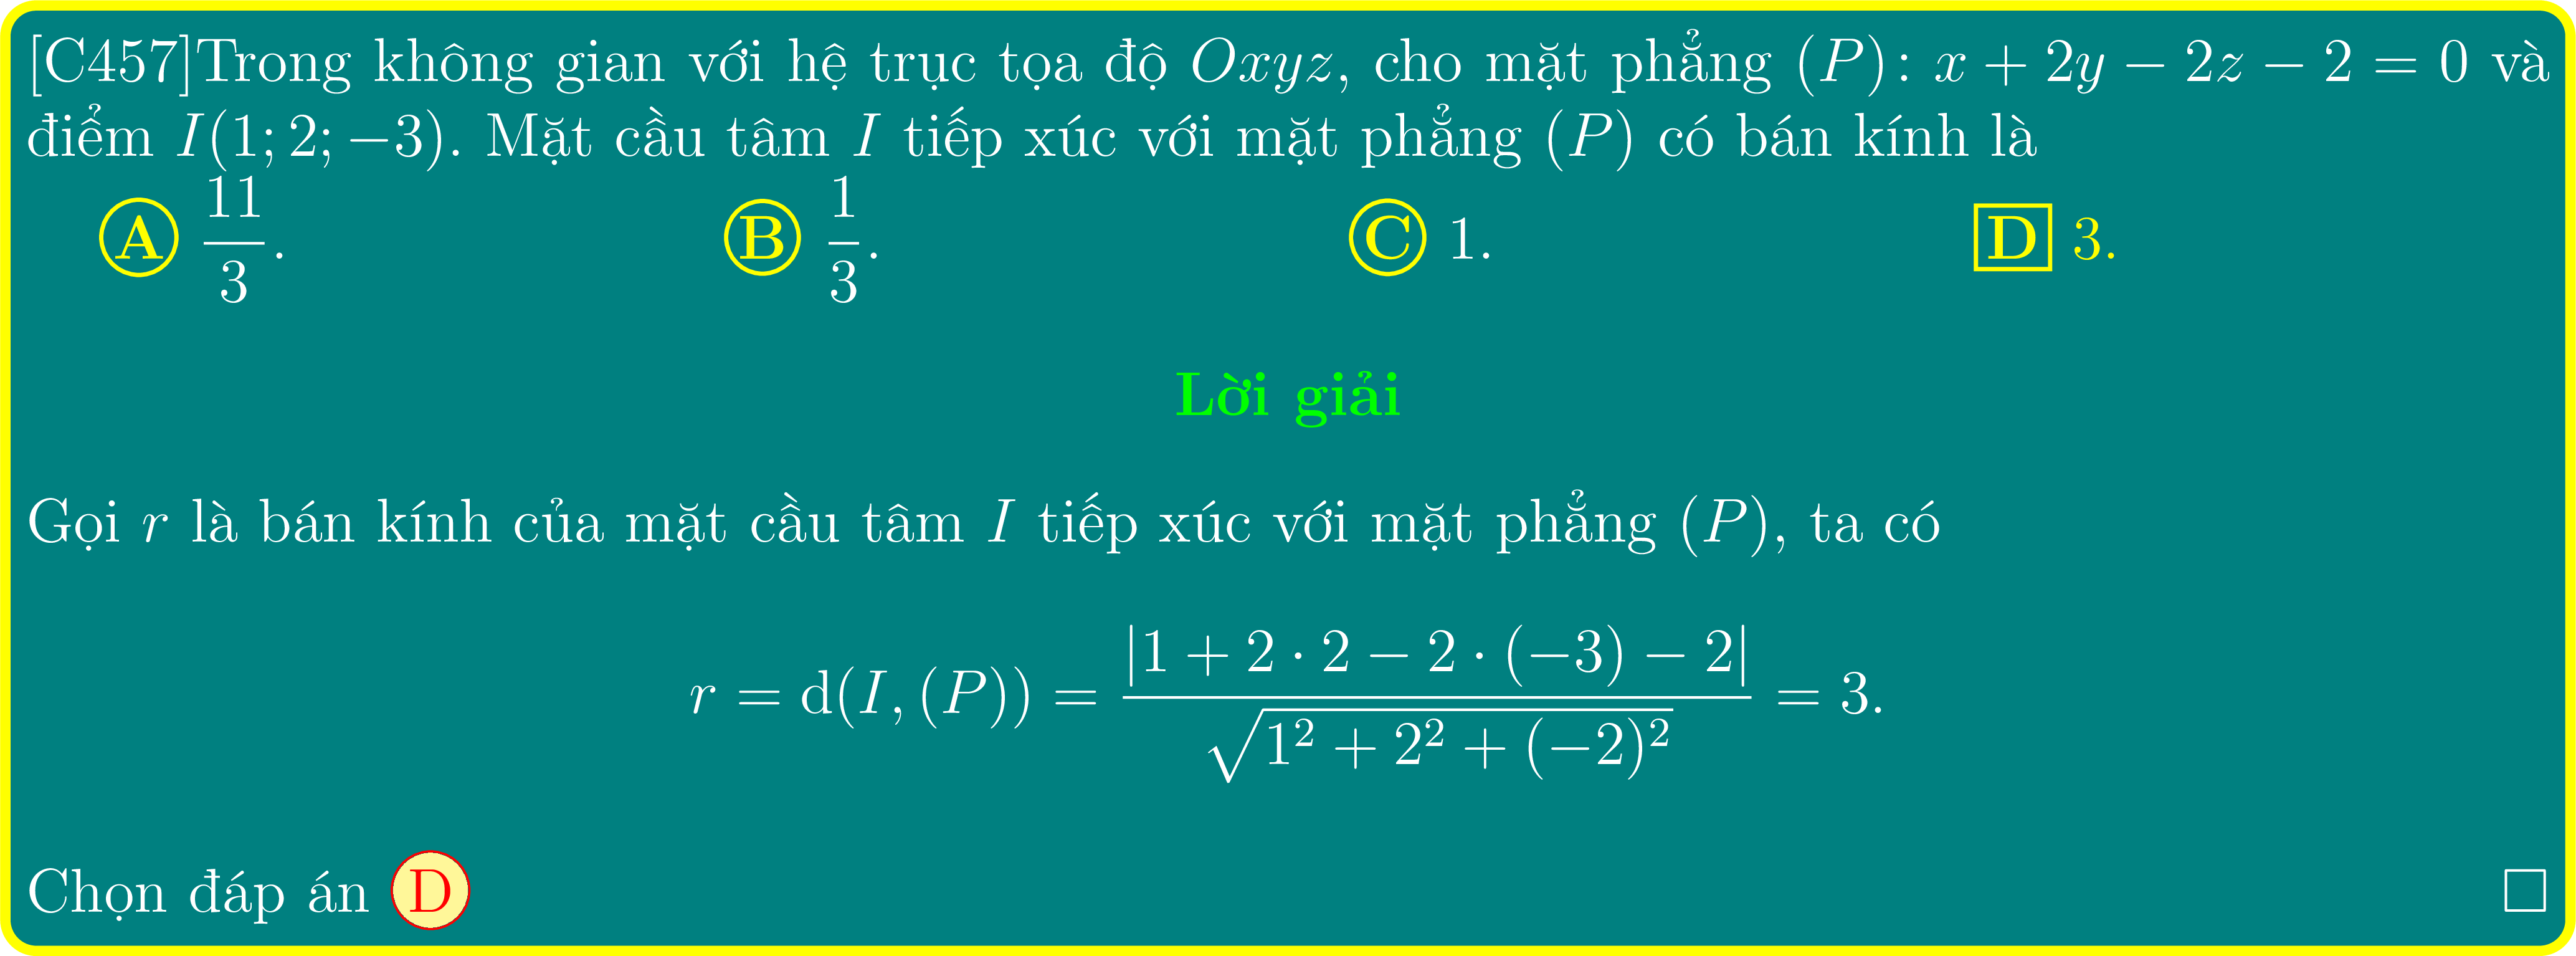 [C457]Trong không gian với hệ trục tọa độ Oxyz, cho mặt phẳng (P): x + 2y − 2z − 2 = 0 và
điểm I(1; 2; −3). Mặt cầu tâm I tiếp xúc với mặt phẳng (P) có bán kính là
A \frac{11}{3}. B \frac{1}{3}. C 1. D 3.
Lời giải
Gọi r là bán kính của mặt cầu tâm I tiếp xúc với mặt phẳng (P), ta có
r = d(I, (P)) = \frac{|1 + 2 · 2 − 2 · (−3) − 2|}{\sqrt{1^2 + 2^2 + (−2)^2}} = 3.
Chọn đáp án D □